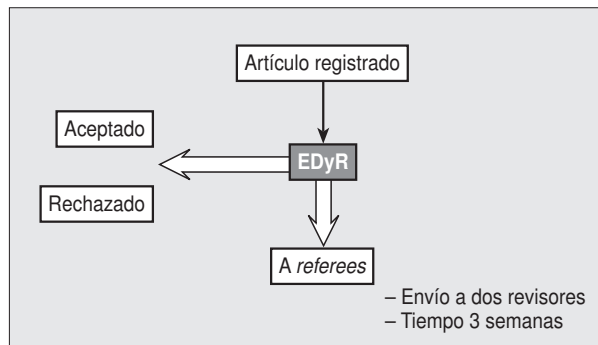 Artículo registrado
Aceptado
EDyR
Rechazado
A referees
– Envío a dos revisores
– Tiempo 3 semanas